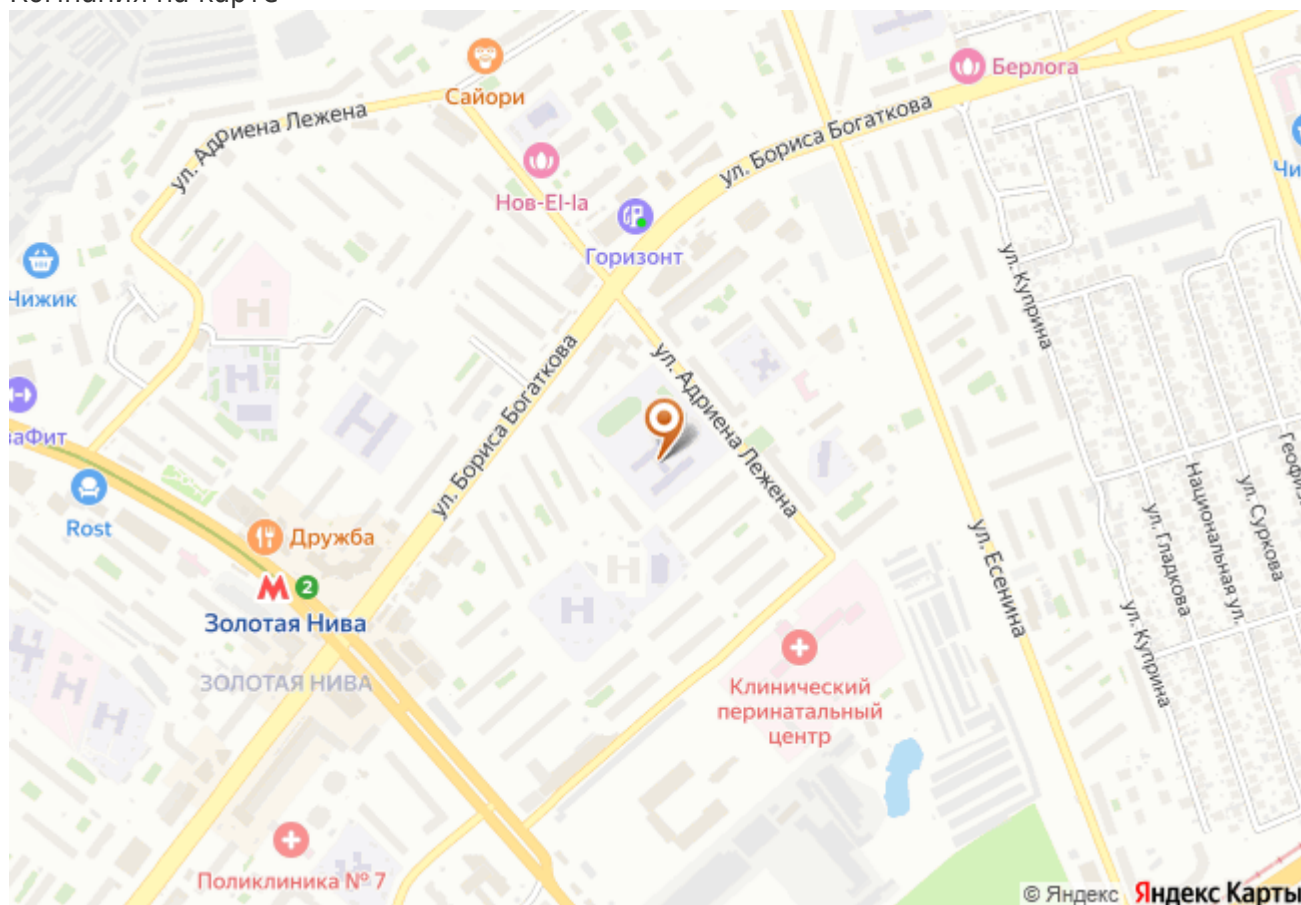 Сайори
Берлога
ул. Адриена Лежена
ул. Бориса Богаткова
Нов-El-la
Горизонт
Чижик
ул. Куприна
ул. Адриена Лежена
ул. Бориса Богаткова
Rost
Дружба
2
Золотая Нива
ЗОЛОТАЯ НИВА
ул. Есенина
ул. Гладкова
Национальная ул.
ул. Суркова
ул. Куприна
Клинический
перинатальный
центр
Поликлиника № 7
© Яндекс Яндекс Карты